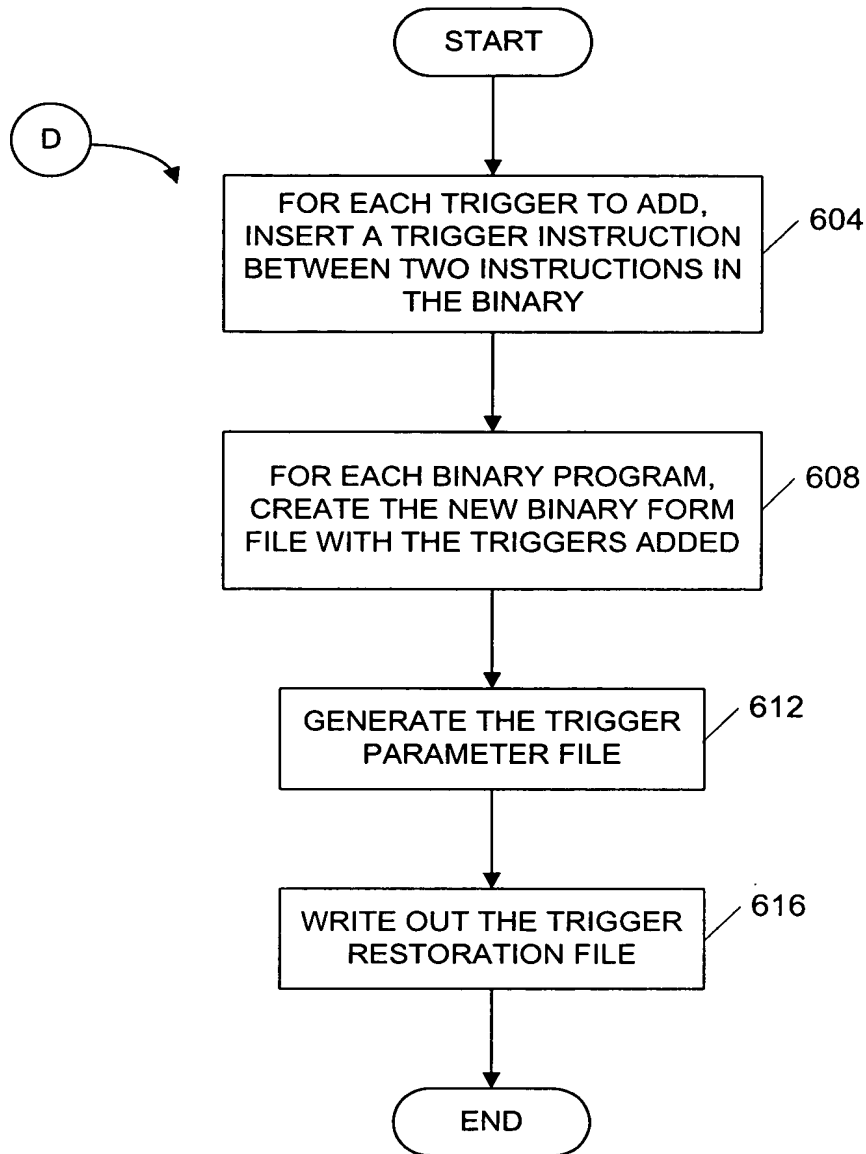 START
D
FOR EACH TRIGGER TO ADD,
INSERT A TRIGGER INSTRUCTION
BETWEEN TWO INSTRUCTIONS IN
THE BINARY
604
FOR EACH BINARY PROGRAM,
CREATE THE NEW BINARY FORM
FILE WITH THE TRIGGERS ADDED
608
GENERATE THE TRIGGER
PARAMETER FILE
612
WRITE OUT THE TRIGGER
RESTORATION FILE
616
END